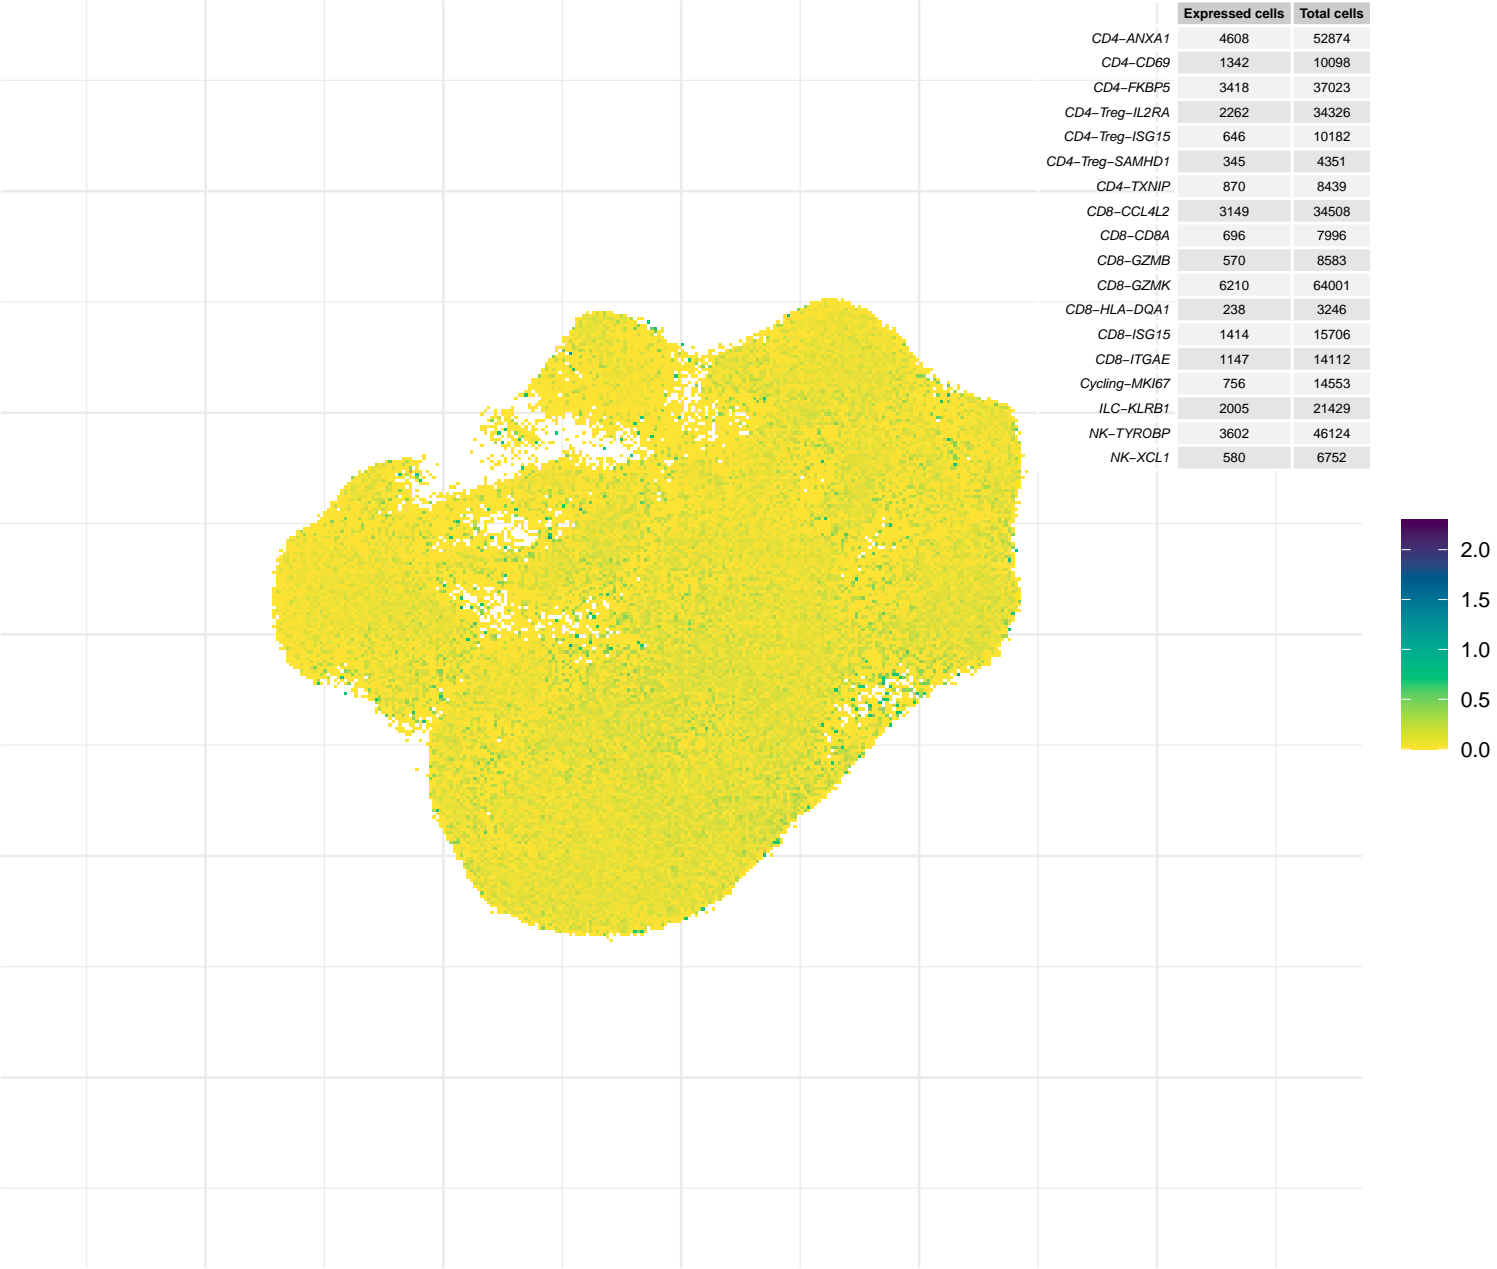 Expressed cells Total cells
CD4−ANXA1 4608 52874
CD4−CD69 1342 10098
CD4−FKBP5 3418 37023
CD4−Treg−IL2RA 2262 34326
CD4−Treg−ISG15 646 10182
CD4−Treg−SAMHD1 345 4351
CD4−TXNIP 870 8439
CD8−CCL4L2 3149 34508
CD8−CD8A 696 7996
CD8−GZMB 570 8583
CD8−GZMK 6210 64001
CD8−HLA−DQA1 238 3246
CD8−ISG15 1414 15706
CD8−ITGAE 1147 14112
Cycling−MKI67 756 14553
ILC−KLRB1 2005 21429
NK−TYROBP 3602 46124
NK−XCL1 580 6752
2.0
1.5
1.0
0.5
0.0